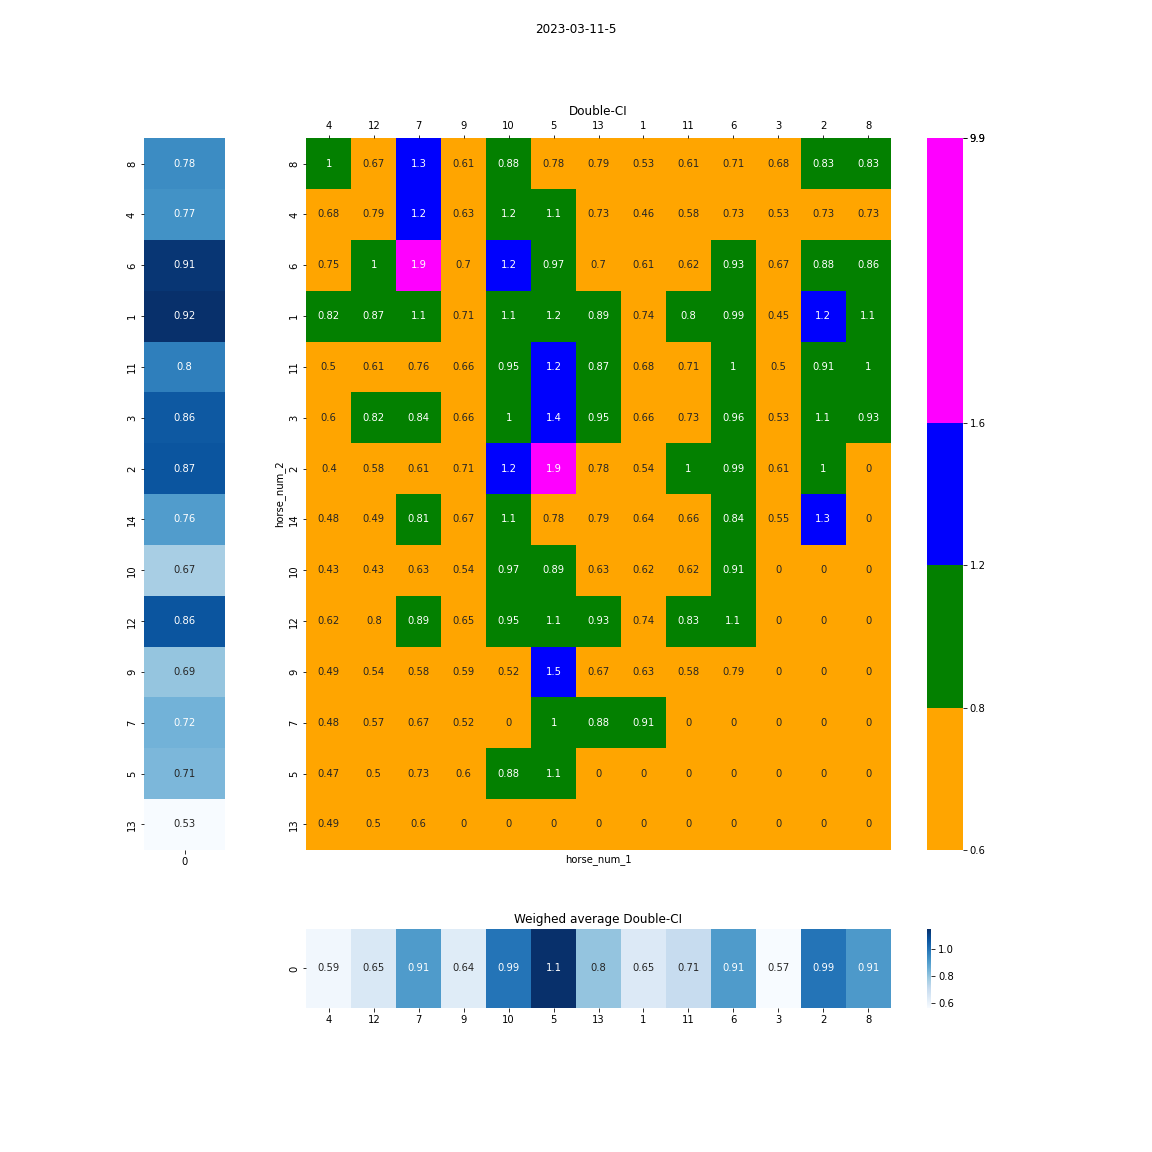 2023-03-11-5
Double-CI
4 12 7 9 10 5 13 1 11 6 3 2 8
9.9
8 0.78 8 1 0.67 1.3 0.61 0.88 0.78 0.79 0.53 0.61 0.71 0.68 0.83 0.83
4 0.77 4 0.68 0.79 1.2 0.63 1.2 1.1 0.73 0.46 0.58 0.73 0.53 0.73 0.73
6 0.91 6 0.75 1 1.9 0.7 1.2 0.97 0.7 0.61 0.62 0.93 0.67 0.88 0.86
1 0.92 1 0.82 0.87 1.1 0.71 1.1 1.2 0.89 0.74 0.8 0.99 0.45 1.2 1.1
11 0.8 11 0.5 0.61 0.76 0.66 0.95 1.2 0.87 0.68 0.71 1 0.5 0.91 1
3 0.86 3 0.6 0.82 0.84 0.66 1 1.4 0.95 0.66 0.73 0.96 0.53 1.1 0.93
1.6
2 0.87 2 0.4 0.58 0.61 0.71 1.2 1.9 0.78 0.54 1 0.99 0.61 1 0
horse_num_2
14 0.76 14 0.48 0.49 0.81 0.67 1.1 0.78 0.79 0.64 0.66 0.84 0.55 1.3 0
1.2
10 0.67 10 0.43 0.43 0.63 0.54 0.97 0.89 0.63 0.62 0.62 0.91 0 0 0
12 0.86 12 0.62 0.8 0.89 0.65 0.95 1.1 0.93 0.74 0.83 1.1 0 0 0
9 0.69 9 0.49 0.54 0.58 0.59 0.52 1.5 0.67 0.63 0.58 0.79 0 0 0
0.8
7 0.72 7 0.48 0.57 0.67 0.52 0 1 0.88 0.91 0 0 0 0 0
5 0.71 5 0.47 0.5 0.73 0.6 0.88 1.1 0 0 0 0 0 0 0
13 0.53 13 0.49 0.5 0.6 0 0 0 0 0 0 0 0 0 0
0.6
0
horse_num_1
Weighed average Double-CI
1.0
0 0.59 0.65 0.91 0.64 0.99 1.1 0.8 0.65 0.71 0.91 0.57 0.99 0.91
0.8
0.6
4 12 7 9 10 5 13 1 11 6 3 2 8